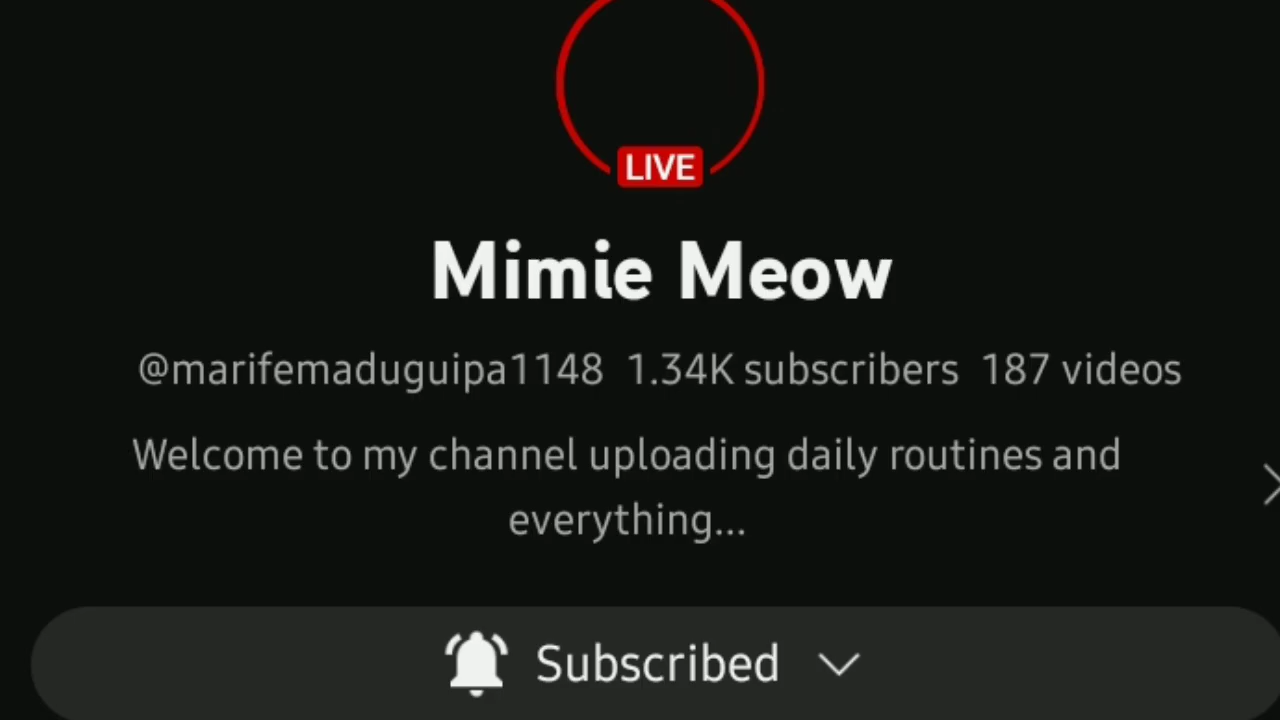 LIVE
Mimie Meow
@marifemaduguipa1148 1.34K subscribers 187 videos
Welcome to my channel uploading daily routines and
everything...
Subscribed